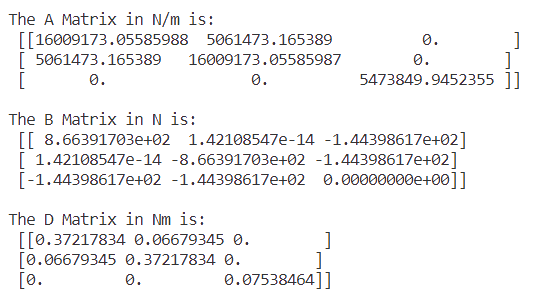 The A Matrix in N/m is:
[[16009173.05585988 5061473.165389 0. ]
[ 5061473.165389 16009173.05585987 0. ]
[ 0. 0. 5473849.9452355 ]]
The B Matrix in N is:
[[ 8.66391703e+02 1.42108547e-14 -1.44398617e+02]
[ 1.42108547e-14 -8.66391703e+02 -1.44398617e+02]
[-1.44398617e+02 -1.44398617e+02 0.00000000e+00]]
The D Matrix in Nm is:
[[0.37217834 0.06679345 0. ]
[0.06679345 0.37217834 0. ]
[0. 0. 0.07538464]]